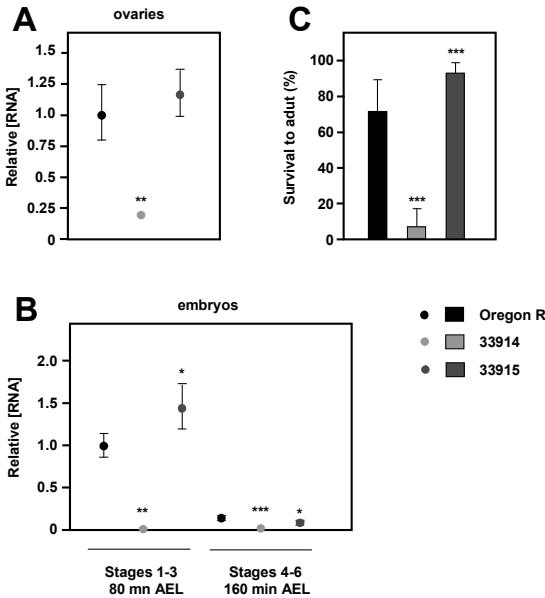 A
ovaries
Relative [RNA]
1.5
1.25
1.0
0.75
0.5
0.25
0
**
C
Survival to adut (%)
100
80
60
40
20
0
***
***
B
embryos
Relative [RNA]
2.0
1.5
1.0
0.5
0
**
*
***
*
Stages 1-3
80 mn AEL
Stages 4-6
160 min AEL
Oregon R
33914
33915